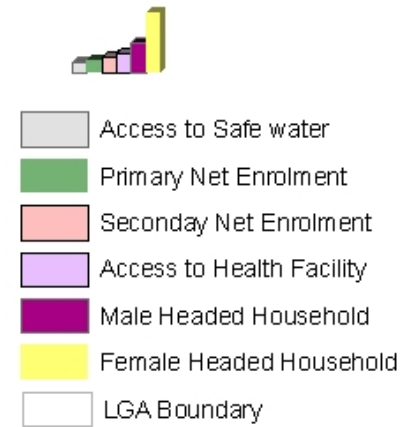 Access to Safe water
Primary Net Enrolment
Seconday Net Enrolment
Access to Health Facility
Male Headed Household
Female Headed Household
LGA Boundary